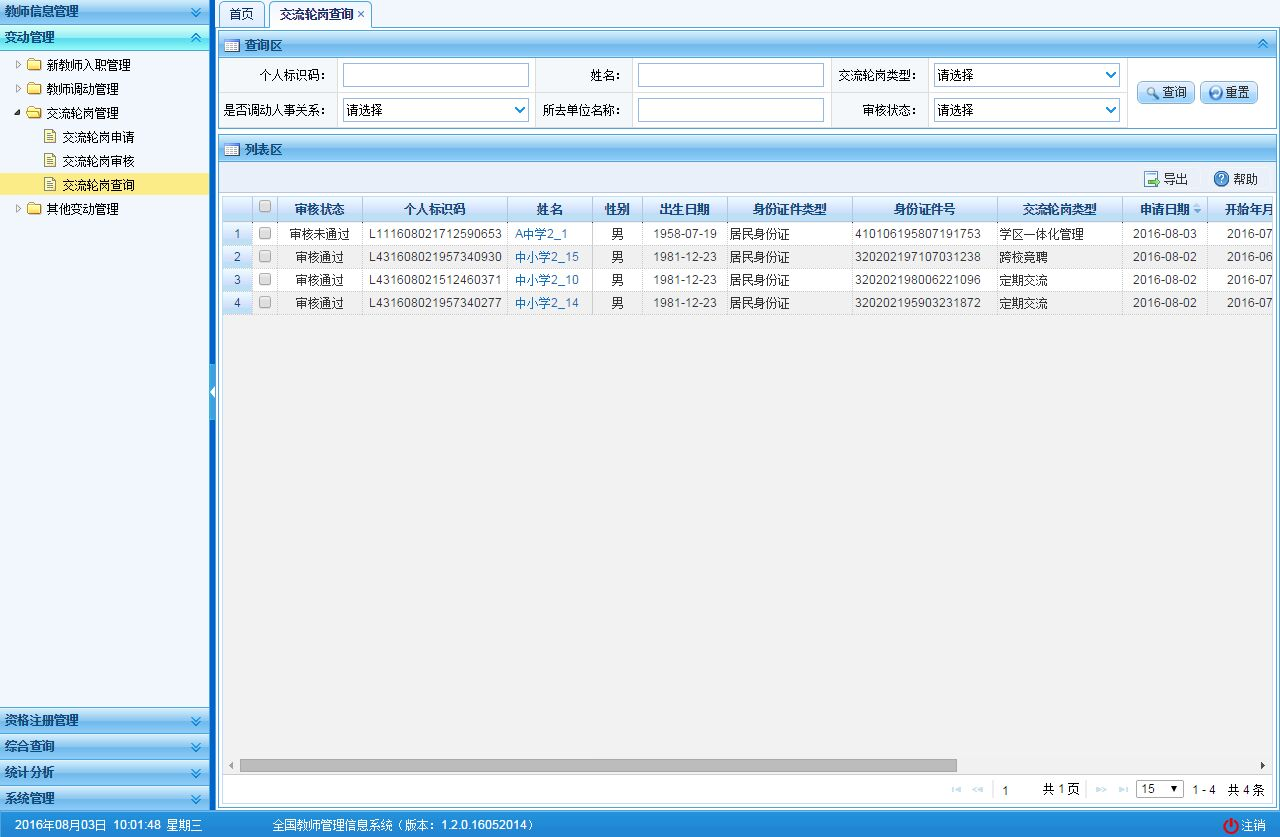 教师信息管理
变动管理
新教师入职管理
教师调动管理
交流轮岗管理
交流轮岗申请
交流轮岗审核
交流轮岗查询
其他变动管理
资格注册管理
综合查询
统计分析
系统管理
首页 交流轮岗查询 ×
查询区
个人标识码： 姓名： 交流轮岗类型： 请选择
是否调动人事关系： 请选择 所去单位名称： 审核状态： 请选择
查询 重置
列表区
导出 帮助
审核状态 个人标识码 姓名 性别 出生日期 身份证件类型 身份证件号 交流轮岗类型 申请日期 开始年月
1 审核未通过 L111608021712590653 A中学2_1 男 1958-07-19 居民身份证 410106195807191753 学区一体化管理 2016-08-03 2016-07
2 审核通过 L431608021957340930 中小学2_15 男 1981-12-23 居民身份证 320202197107031238 跨校竞聘 2016-08-02 2016-06
3 审核通过 L431608021512460371 中小学2_10 男 1981-12-23 居民身份证 320202198006221096 定期交流 2016-08-02 2016-07
4 审核通过 L431608021957340277 中小学2_14 男 1981-12-23 居民身份证 320202195903231872 定期交流 2016-08-02 2016-07
1 共 1 页 15 1 - 4 共 4 条
2016年08月03日 10:01:48 星期三 全国教师管理信息系统（版本：1.2.0.16052014） 注销